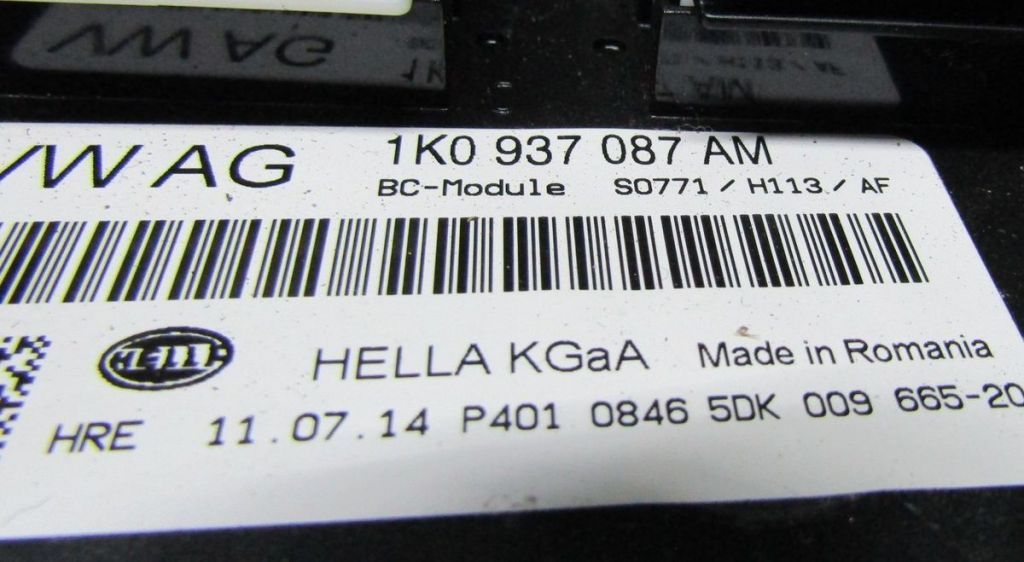 VW AG 1K0 937 087 AM
BC-Module S0771 / H113 / AF
HELLA HELLA KGaA Made in Romania
HRE 11.07.14 P401 0846 5DK 009 665-20